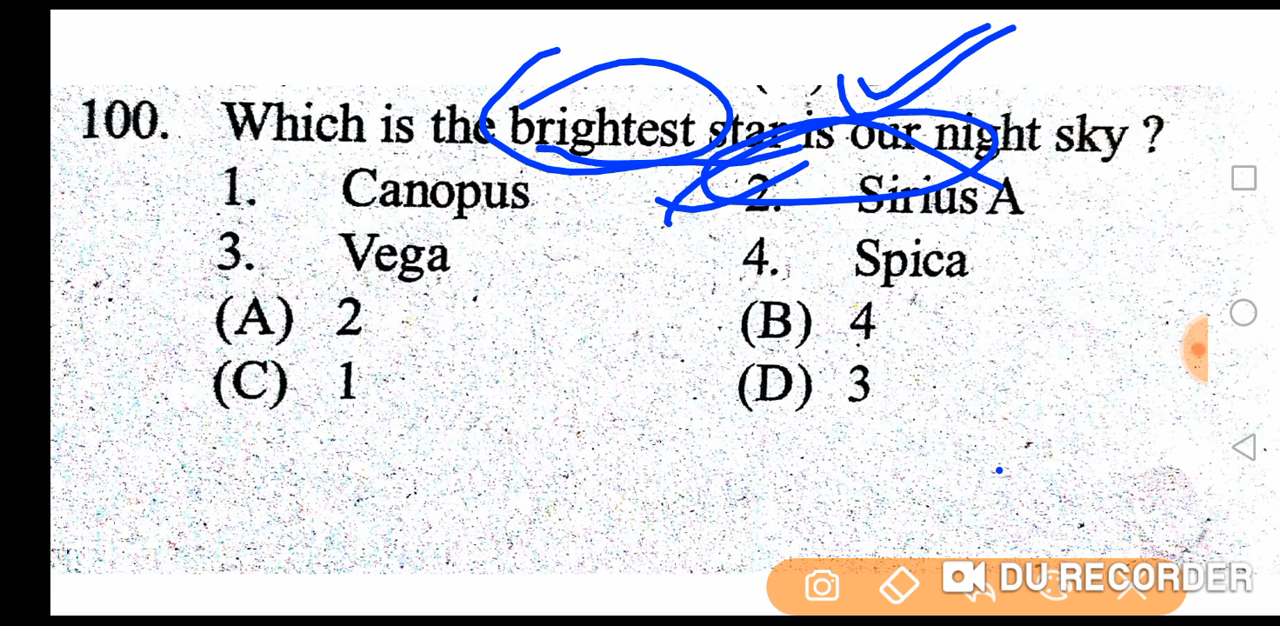 100. Which is the brightest star is our night sky ?
1. Canopus 2. Sirius A
3. Vega 4. Spica
(A) 2 (B) 4
(C) 1 (D) 3
DU RECORDER